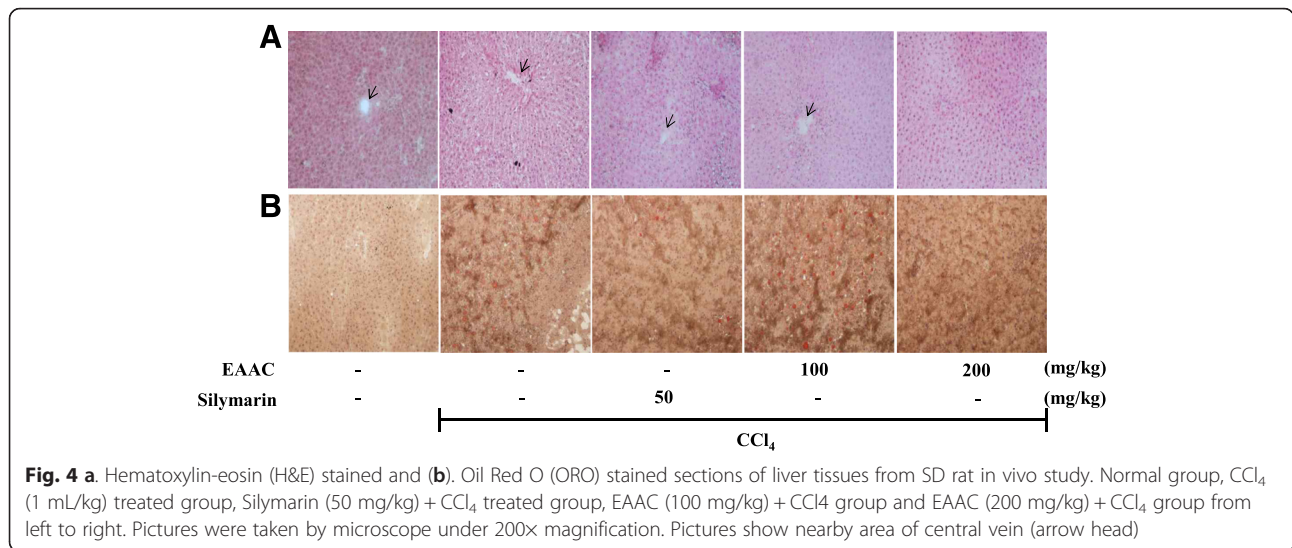 A
B
EAAC - - - 100 200 (mg/kg)
Silymarin - - 50 - - (mg/kg)
CCl₄
Fig. 4 a. Hematoxylin-eosin (H&E) stained and (b). Oil Red O (ORO) stained sections of liver tissues from SD rat in vivo study. Normal group, CCl₄
(1 mL/kg) treated group, Silymarin (50 mg/kg) + CCl₄ treated group, EAAC (100 mg/kg) + CCl4 group and EAAC (200 mg/kg) + CCl₄ group from
left to right. Pictures were taken by microscope under 200× magnification. Pictures show nearby area of central vein (arrow head)